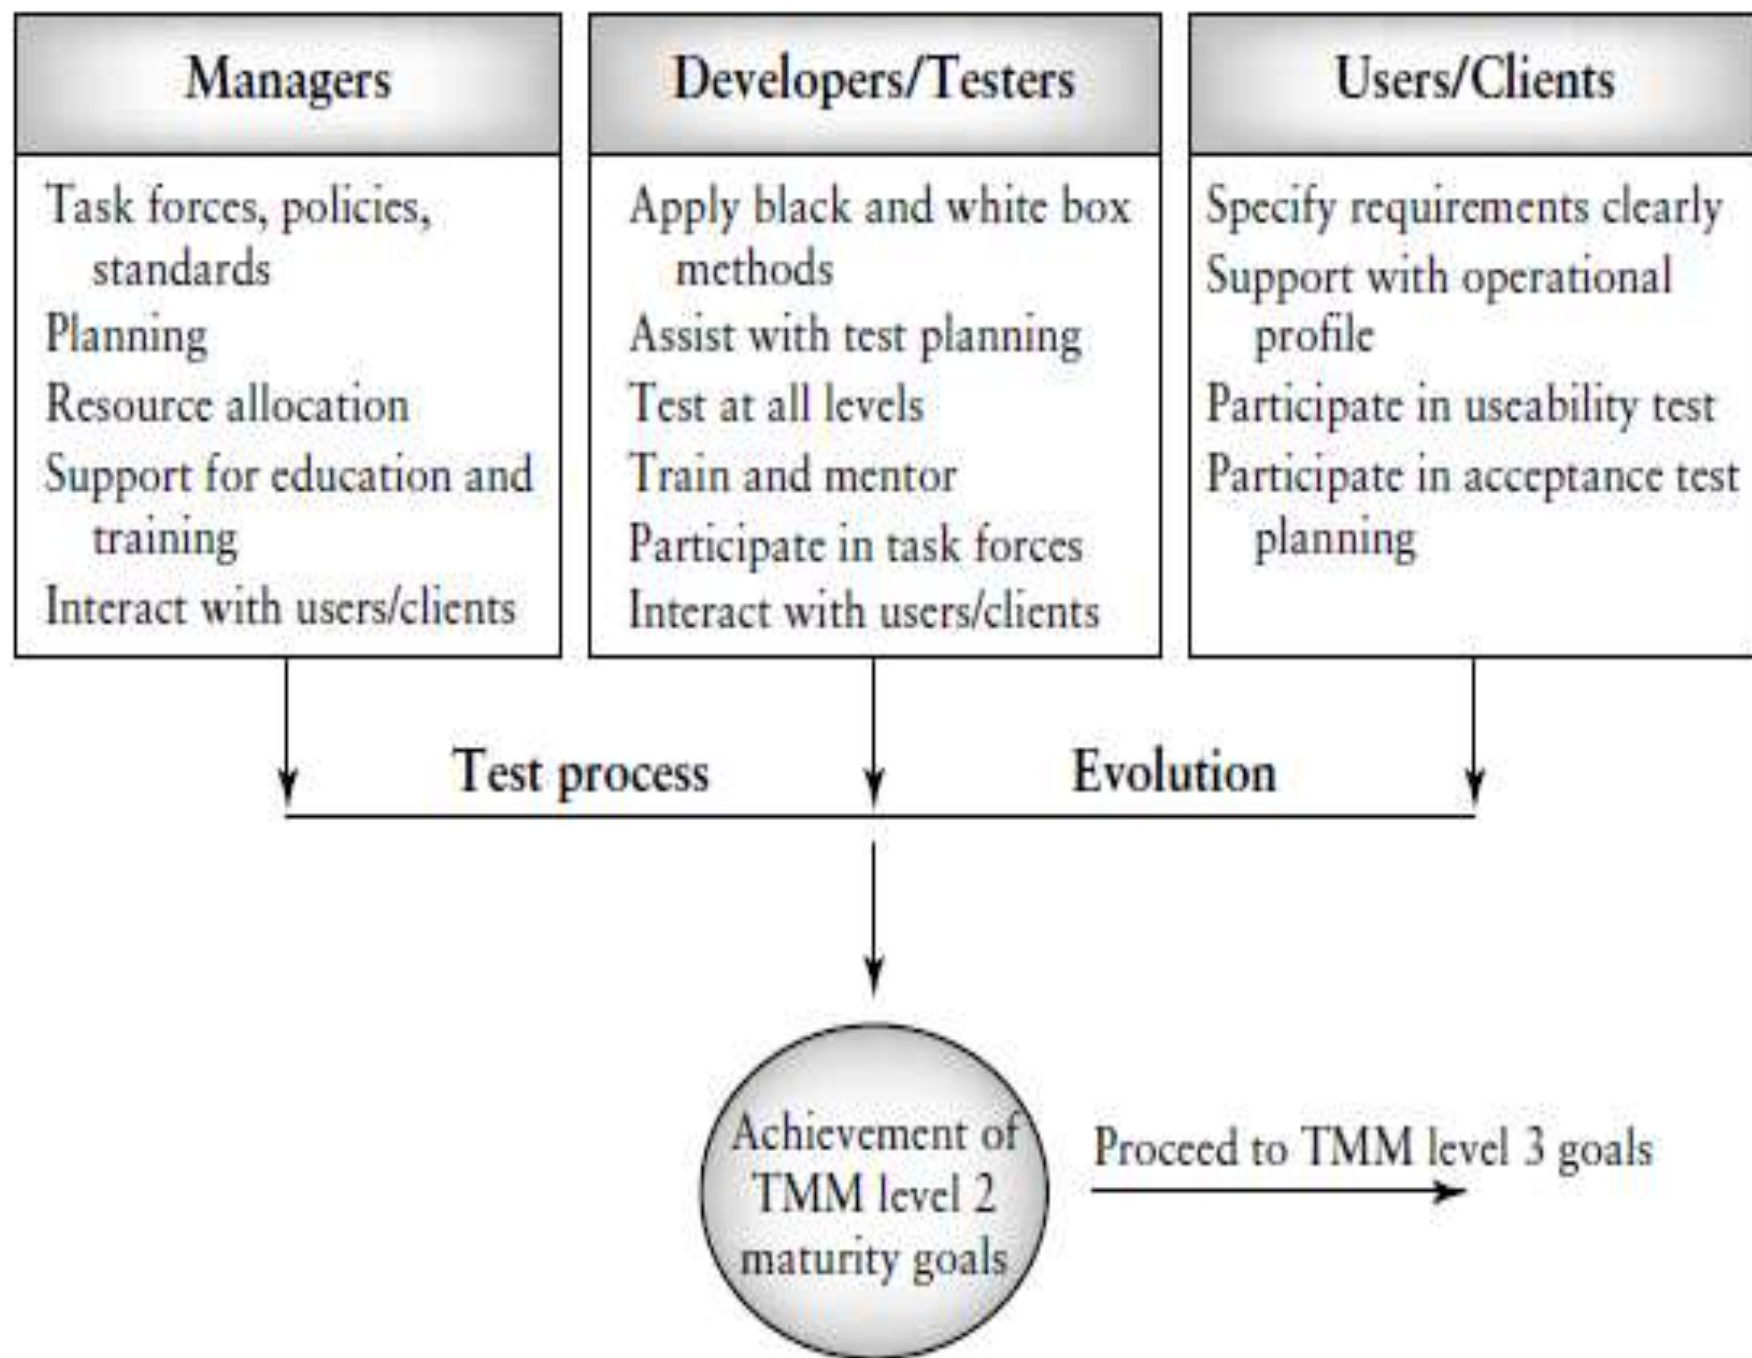 Managers
Task forces, policies,
standards
Planning
Resource allocation
Support for education and
training
Interact with users/clients
Developers/Testers
Apply black and white box
methods
Assist with test planning
Test at all levels
Train and mentor
Participate in task forces
Interact with users/clients
Users/Clients
Specify requirements clearly
Support with operational
profile
Participate in useability test
Participate in acceptance test
planning
Test process
Evolution
Achievement of
TMM level 2
maturity goals
Proceed to TMM level 3 goals